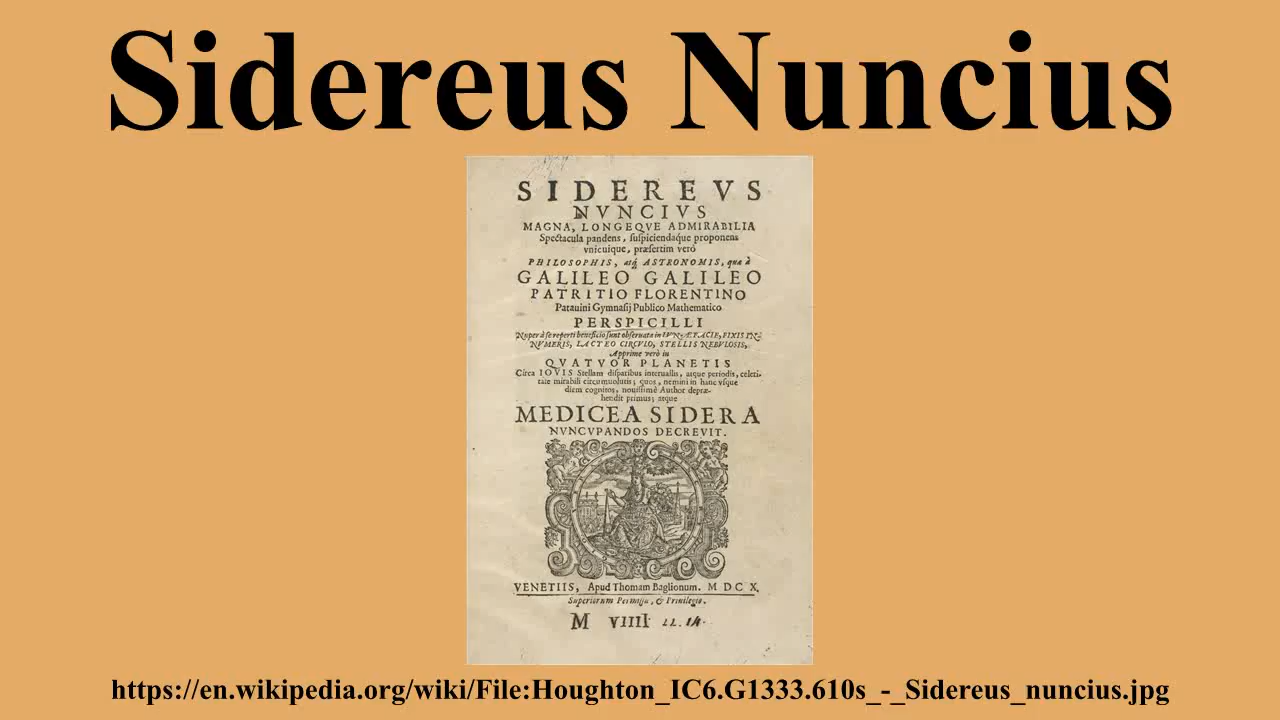 Sidereus Nuncius
SIDEREVS
NVNCIVS
MAGNA, LONGEQVE ADMIRABILIA
Spectacula pandens, ſuſpiciendaque proponens
vnicuique, præſertim verò
PHILOSOPHIS, atq́ ASTRONOMIS, quæ à
GALILEO GALILEO
PATRITIO FLORENTINO
Patauini Gymnaſij Publico Mathematico
PERSPICILLI
Nuper à ſe reperti beneficio ſunt obſeruata in LVNÆ FACIE, FIXIS IN-
NVMERIS, LACTEO CIRCVLO, STELLIS NEBVLOSIS,
Apprime verò in
QVATVOR PLANETIS
Circa IOVIS Stellam diſparibus interuallis, atque periodis, celeri-
tate mirabili circumuolutis; quos, nemini in hanc vſque
diem cognitos, nouiſſimè Author depræ-
hendit primus; atque
MEDICEA SIDERA
NVNCVPANDOS DECREVIT.
VENETIIS, Apud Thomam Baglionum. M DC X.
Superiorum Permiſſu, & Priuilegio.
M VIIII
https://en.wikipedia.org/wiki/File:Houghton_IC6.G1333.610s_-_Sidereus_nuncius.jpg